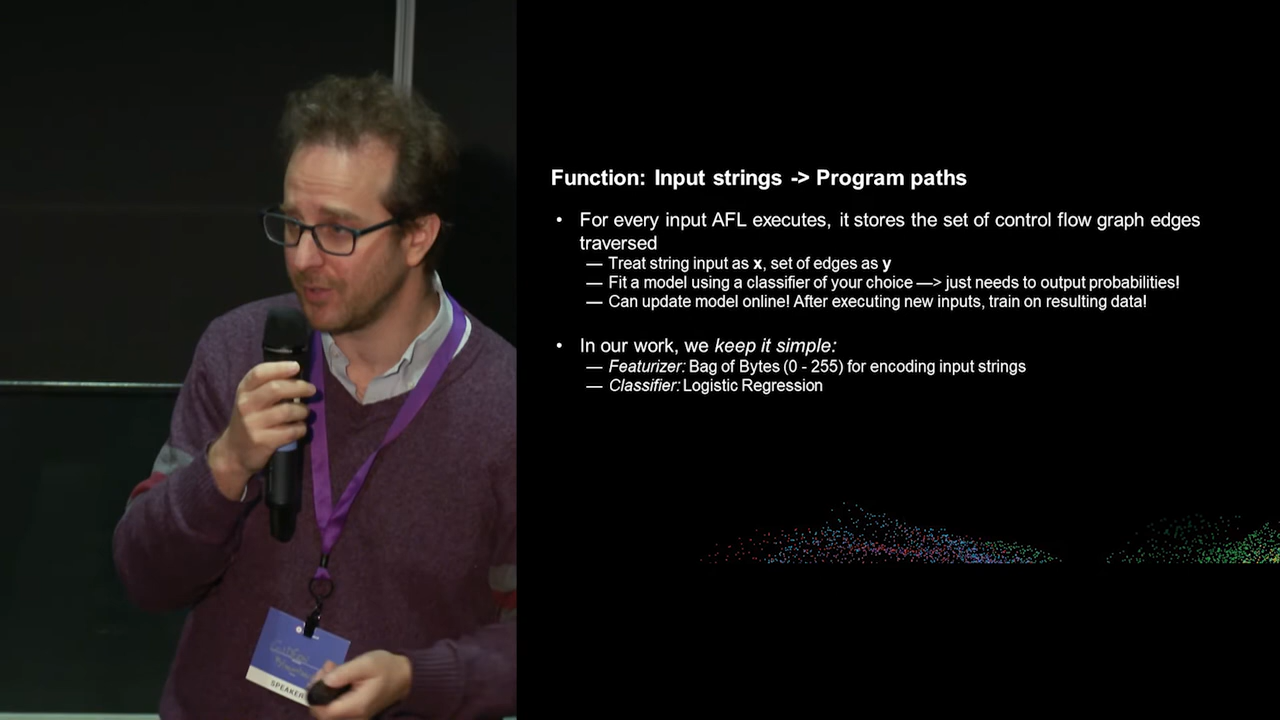 Function: Input strings -> Program paths
• For every input AFL executes, it stores the set of control flow graph edges
traversed
— Treat string input as x, set of edges as y
— Fit a model using a classifier of your choice —> just needs to output probabilities!
— Can update model online! After executing new inputs, train on resulting data!
• In our work, we keep it simple:
— Featurizer: Bag of Bytes (0 - 255) for encoding input strings
— Classifier: Logistic Regression
SPEAKER